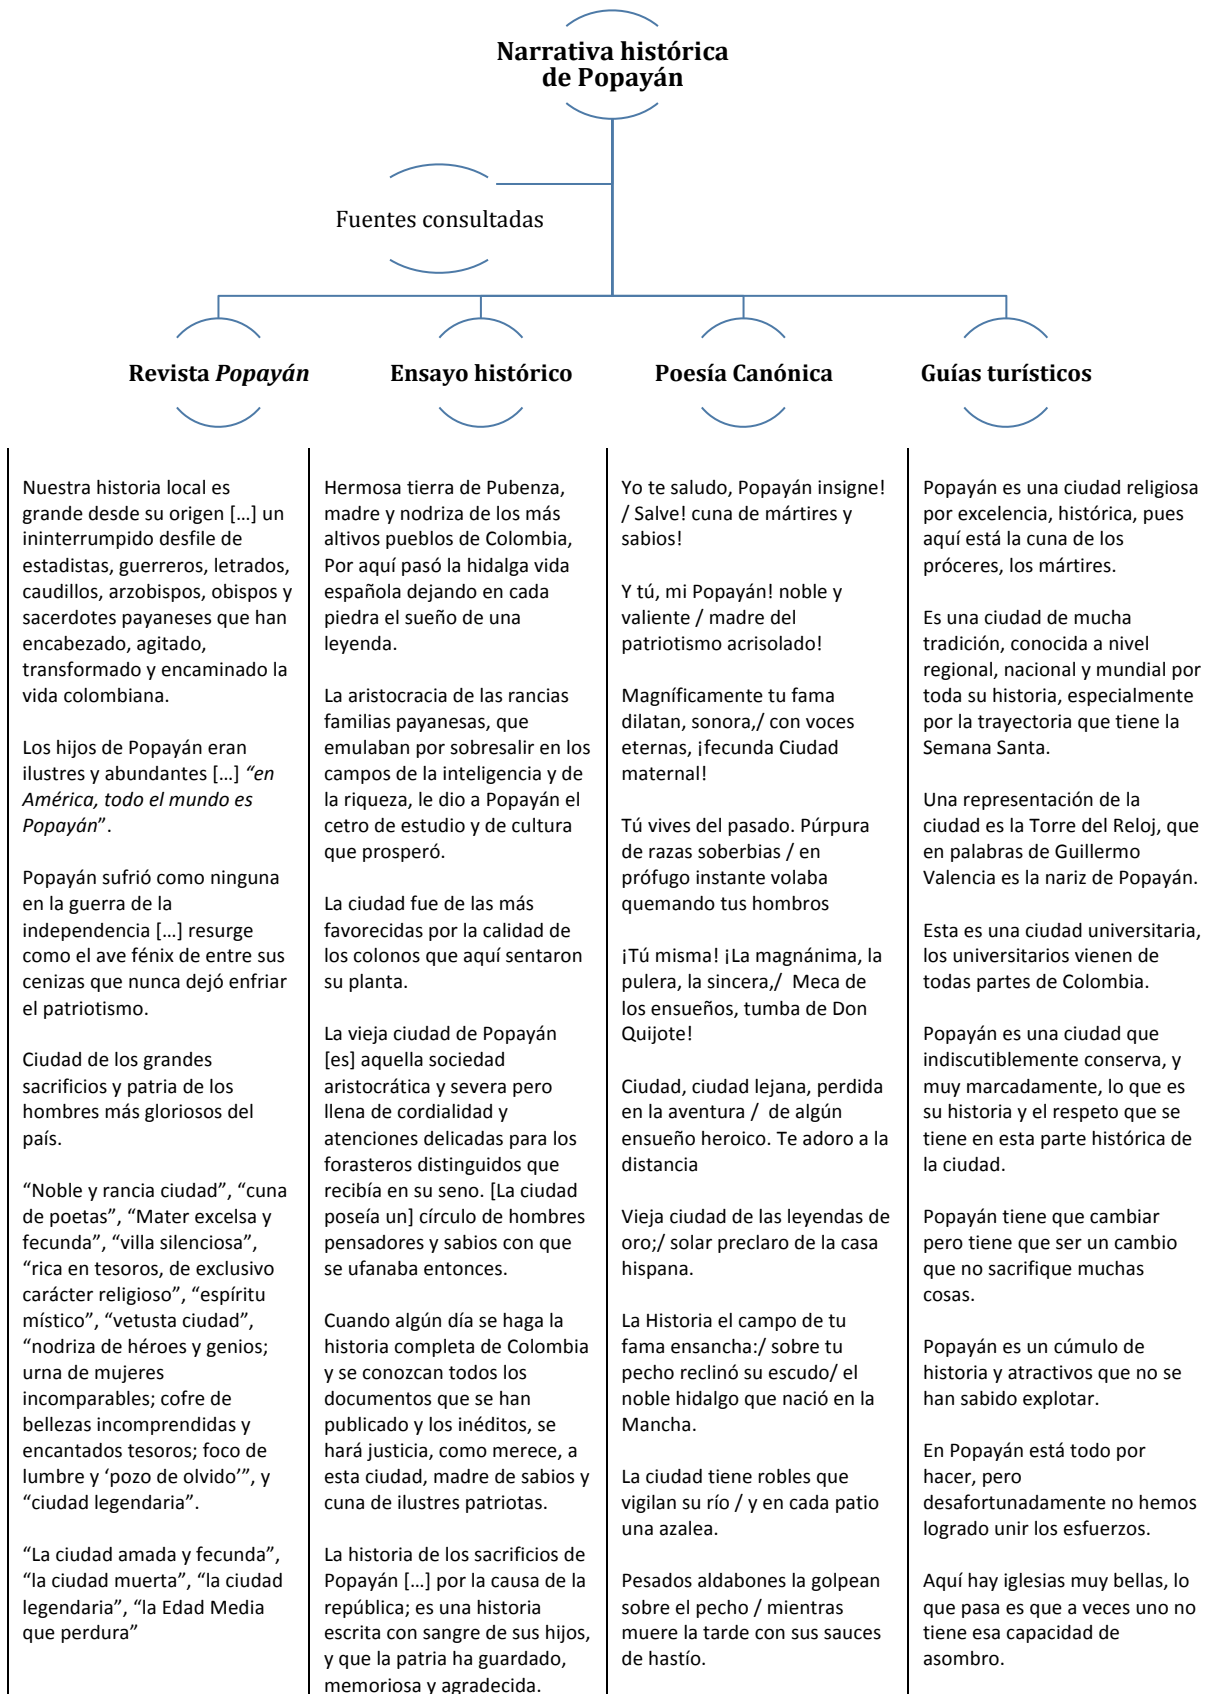 Narrativa histórica
de Popayán
Fuentes consultadas
Revista Popayán
Ensayo histórico
Poesía Canónica
Guías turísticos
Nuestra historia local es
grande desde su origen […] un
ininterrumpido desfile de
estadistas, guerreros, letrados,
caudillos, arzobispos, obispos y
sacerdotes payaneses que han
encabezado, agitado,
transformado y encaminado la
vida colombiana.
Los hijos de Popayán eran
ilustres y abundantes […] “en
América, todo el mundo es
Popayán”.
Popayán sufrió como ninguna
en la guerra de la
independencia […] resurge
como el ave fénix de entre sus
cenizas que nunca dejó enfriar
el patriotismo.
Ciudad de los grandes
sacrificios y patria de los
hombres más gloriosos del
país.
“Noble y rancia ciudad”, “cuna
de poetas”, “Mater excelsa y
fecunda”, “villa silenciosa”,
“rica en tesoros, de exclusivo
carácter religioso”, “espíritu
místico”, “vetusta ciudad”,
“nodriza de héroes y genios;
urna de mujeres
incomparables; cofre de
bellezas incomprendidas y
encantados tesoros; foco de
lumbre y ‘pozo de olvido’”, y
“ciudad legendaria”.
“La ciudad amada y fecunda”,
“la ciudad muerta”, “la ciudad
legendaria”, “la Edad Media
que perdura”
Hermosa tierra de Pubenza,
madre y nodriza de los más
altivos pueblos de Colombia,
Por aquí pasó la hidalga vida
española dejando en cada
piedra el sueño de una
leyenda.
La aristocracia de las rancias
familias payanesas, que
emulaban por sobresalir en los
campos de la inteligencia y de
la riqueza, le dio a Popayán el
cetro de estudio y de cultura
que prosperó.
La ciudad fue de las más
favorecidas por la calidad de
los colonos que aquí sentaron
su planta.
La vieja ciudad de Popayán
[es] aquella sociedad
aristocrática y severa pero
llena de cordialidad y
atenciones delicadas para los
forasteros distinguidos que
recibía en su seno. [La ciudad
poseía un] círculo de hombres
pensadores y sabios con que
se ufanaba entonces.
Cuando algún día se haga la
historia completa de Colombia
y se conozcan todos los
documentos que se han
publicado y los inéditos, se
hará justicia, como merece, a
esta ciudad, madre de sabios y
cuna de ilustres patriotas.
La historia de los sacrificios de
Popayán […] por la causa de la
república; es una historia
escrita con sangre de sus hijos,
y que la patria ha guardado,
memoriosa y agradecida.
Yo te saludo, Popayán insigne!
/ Salve! cuna de mártires y
sabios!
Y tú, mi Popayán! noble y
valiente / madre del
patriotismo acrisolado!
Magníficamente tu fama
dilatan, sonora,/ con voces
eternas, ¡fecunda Ciudad
maternal!
Tú vives del pasado. Púrpura
de razas soberbias / en
prófugo instante volaba
quemando tus hombros
¡Tú misma! ¡La magnánima, la
pulera, la sincera,/ Meca de
los ensueños, tumba de Don
Quijote!
Ciudad, ciudad lejana, perdida
en la aventura / de algún
ensueño heroico. Te adoro a la
distancia
Vieja ciudad de las leyendas de
oro;/ solar preclaro de la casa
hispana.
La Historia el campo de tu
fama ensancha:/ sobre tu
pecho reclinó su escudo/ el
noble hidalgo que nació en la
Mancha.
La ciudad tiene robles que
vigilan su río / y en cada patio
una azalea.
Pesados aldabones la golpean
sobre el pecho / mientras
muere la tarde con sus sauces
de hastío.
Popayán es una ciudad religiosa
por excelencia, histórica, pues
aquí está la cuna de los
próceres, los mártires.
Es una ciudad de mucha
tradición, conocida a nivel
regional, nacional y mundial por
toda su historia, especialmente
por la trayectoria que tiene la
Semana Santa.
Una representación de la
ciudad es la Torre del Reloj, que
en palabras de Guillermo
Valencia es la nariz de Popayán.
Esta es una ciudad universitaria,
los universitarios vienen de
todas partes de Colombia.
Popayán es una ciudad que
indiscutiblemente conserva, y
muy marcadamente, lo que es
su historia y el respeto que se
tiene en esta parte histórica de
la ciudad.
Popayán tiene que cambiar
pero tiene que ser un cambio
que no sacrifique muchas
cosas.
Popayán es un cúmulo de
historia y atractivos que no se
han sabido explotar.
En Popayán está todo por
hacer, pero
desafortunadamente no hemos
logrado unir los esfuerzos.
Aquí hay iglesias muy bellas, lo
que pasa es que a veces uno no
tiene esa capacidad de
asombro.